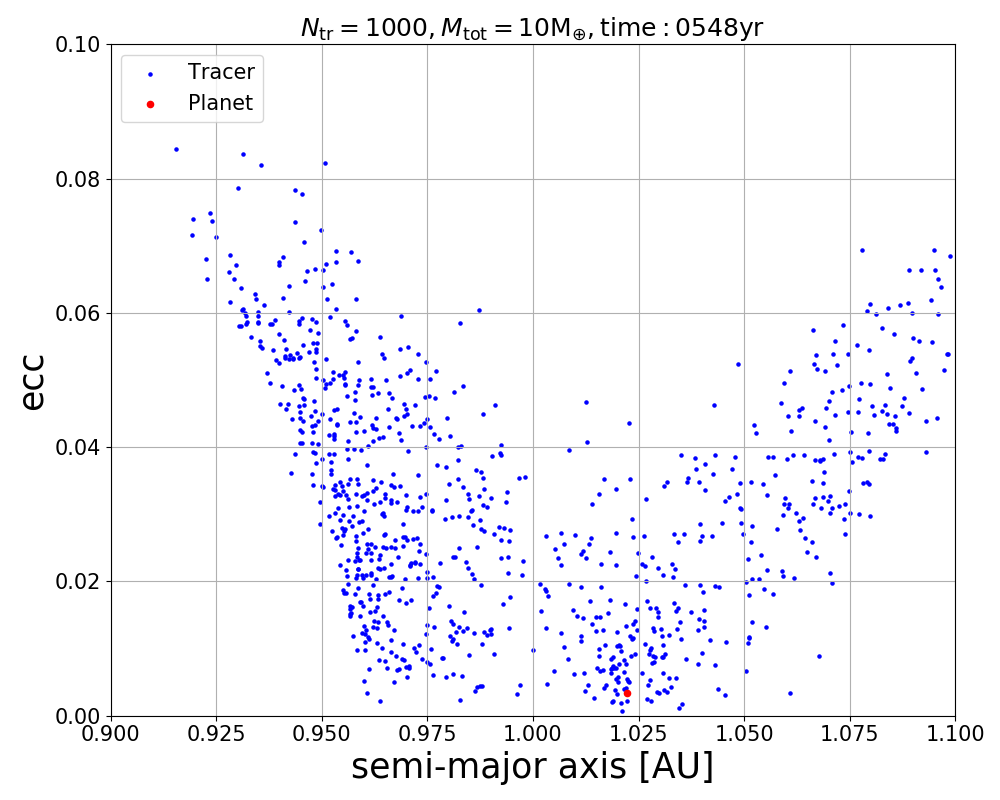 N_tr = 1000, M_tot = 10M_⊕, time : 0548yr
Tracer
Planet
0.10
0.08
0.06
0.04
0.02
0.00
ecc
0.900 0.925 0.950 0.975 1.000 1.025 1.050 1.075 1.100
semi-major axis [AU]